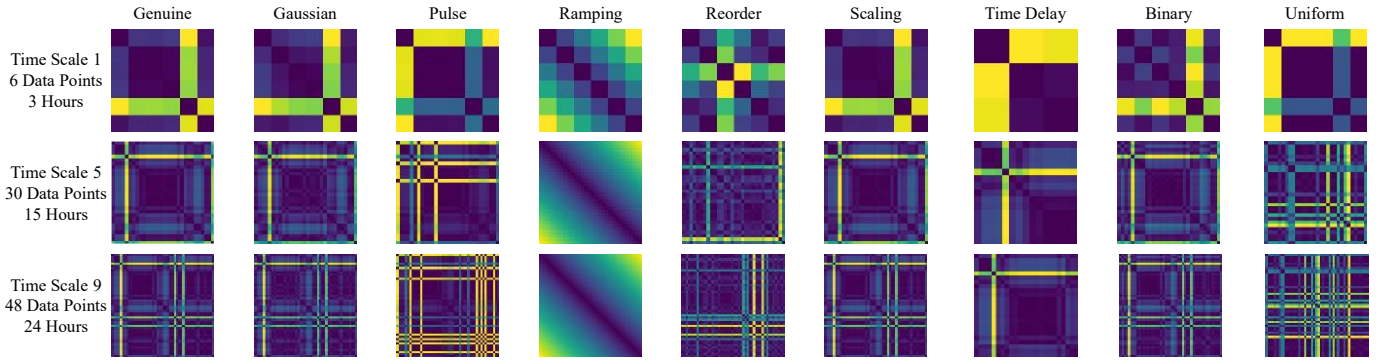 Genuine Gaussian Pulse Ramping Reorder Scaling Time Delay Binary Uniform
Time Scale 1
6 Data Points
3 Hours
Time Scale 5
30 Data Points
15 Hours
Time Scale 9
48 Data Points
24 Hours